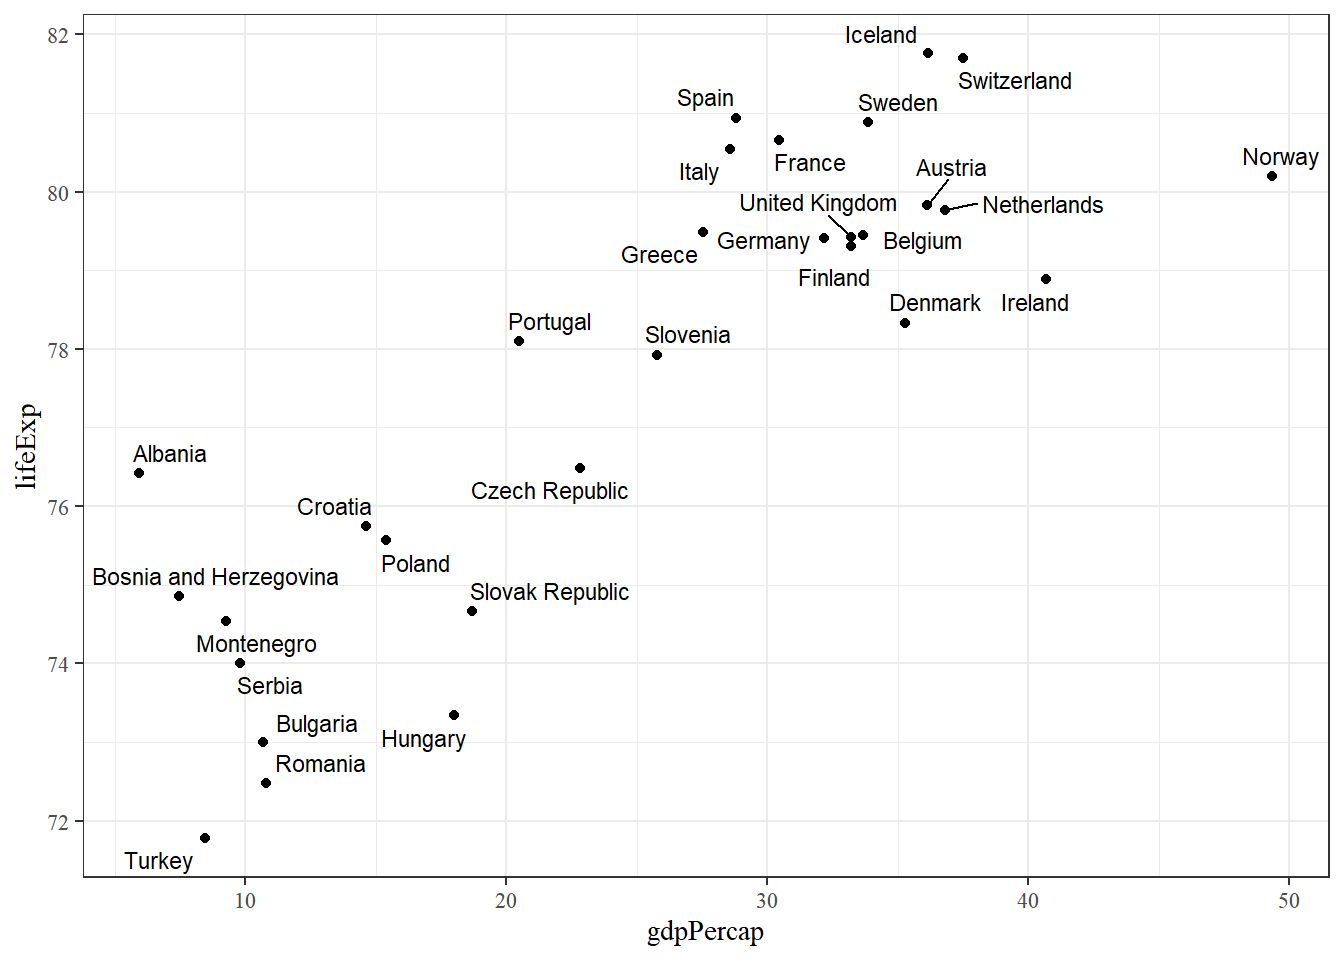 82
Iceland
Switzerland
Spain
Sweden
Italy
France
Norway
Austria
80
United Kingdom
Netherlands
Greece
Germany
Belgium
Finland
Denmark
Ireland
Portugal
Slovenia
78
lifeExp
Albania
Czech Republic
76
Croatia
Poland
Bosnia and Herzegovina
Slovak Republic
Montenegro
74
Serbia
Bulgaria
Hungary
Romania
72
Turkey
10 20 30 40 50
gdpPercap